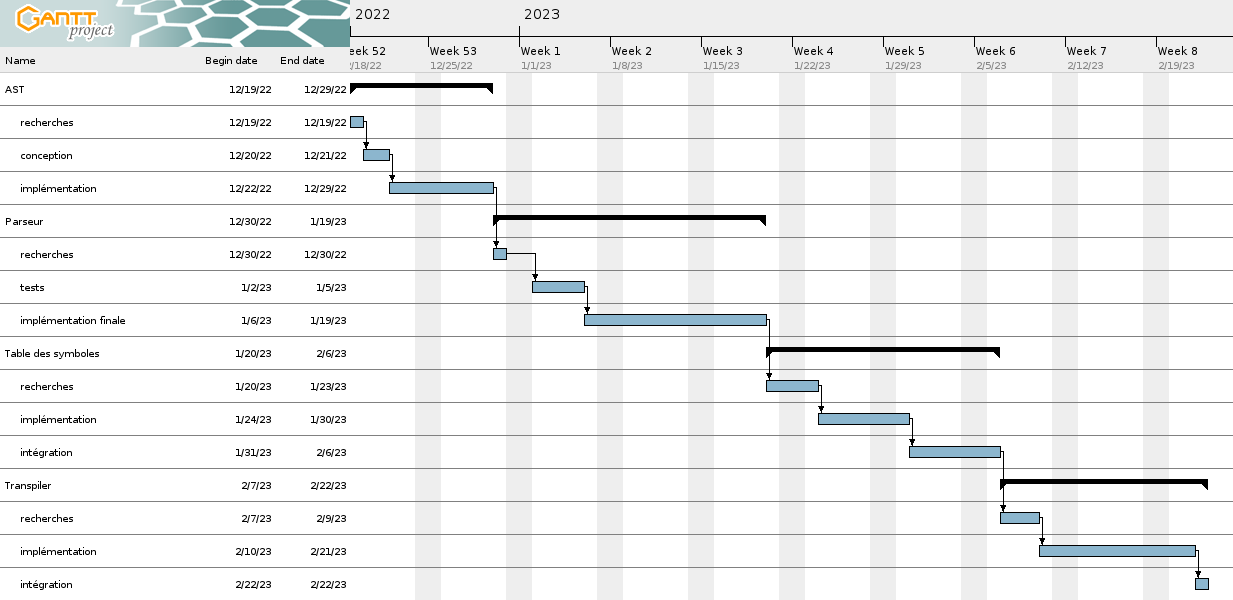 GANTT
project
2022 2023
eek 52 Week 53 Week 1 Week 2 Week 3 Week 4 Week 5 Week 6 Week 7 Week 8
Name Begin date End date /18/22 12/25/22 1/1/23 1/8/23 1/15/23 1/22/23 1/29/23 2/5/23 2/12/23 2/19/23
AST 12/19/22 12/29/22
recherches 12/19/22 12/19/22
conception 12/20/22 12/21/22
implémentation 12/22/22 12/29/22
Parseur 12/30/22 1/19/23
recherches 12/30/22 12/30/22
tests 1/2/23 1/5/23
implémentation finale 1/6/23 1/19/23
Table des symboles 1/20/23 2/6/23
recherches 1/20/23 1/23/23
implémentation 1/24/23 1/30/23
intégration 1/31/23 2/6/23
Transpiler 2/7/23 2/22/23
recherches 2/7/23 2/9/23
implémentation 2/10/23 2/21/23
intégration 2/22/23 2/22/23